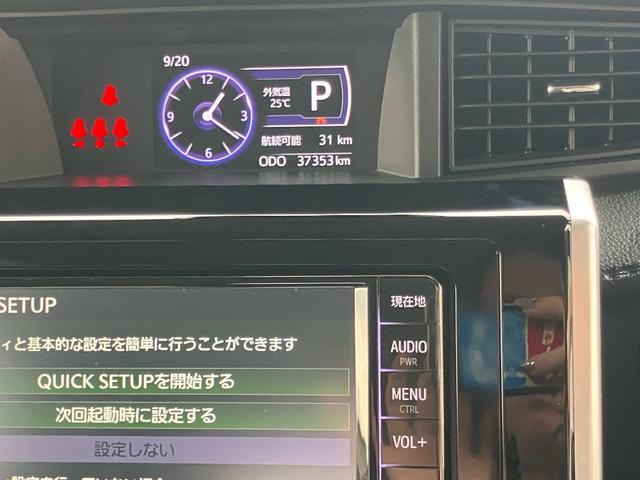 9/20
12
3
6
9
外気温
25℃
P
航続可能 31 km
ODO 37353km
SETUP
ィと基本的な設定を簡単に行うことができます
QUICK SETUPを開始する
次回起動時に設定する
設定しない
現在地
AUDIO
PWR
MENU
CTRL
VOL+